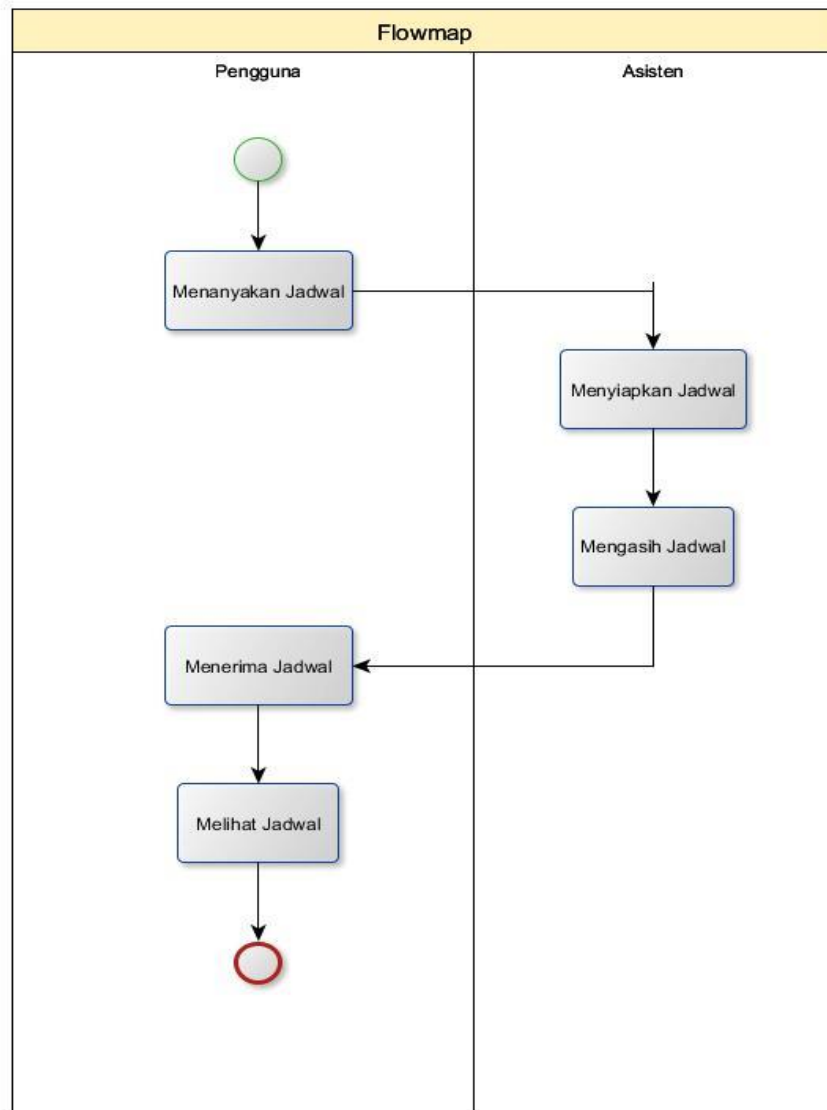 Flowmap
Pengguna
Asisten
Menanyakan Jadwal
Menyiapkan Jadwal
Mengasih Jadwal
Menerima Jadwal
Melihat Jadwal